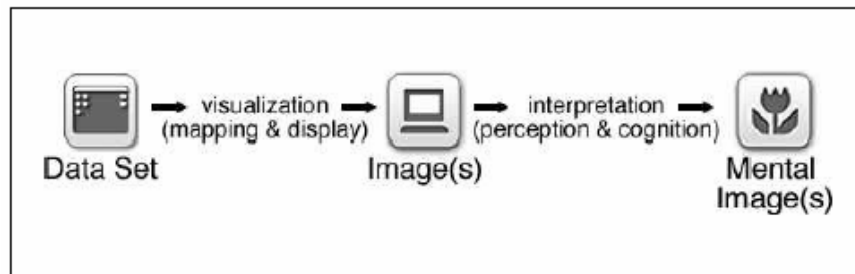 visualization
(mapping & display)
interpretation
(perception & cognition)
Data Set
Image(s)
Mental
Image(s)